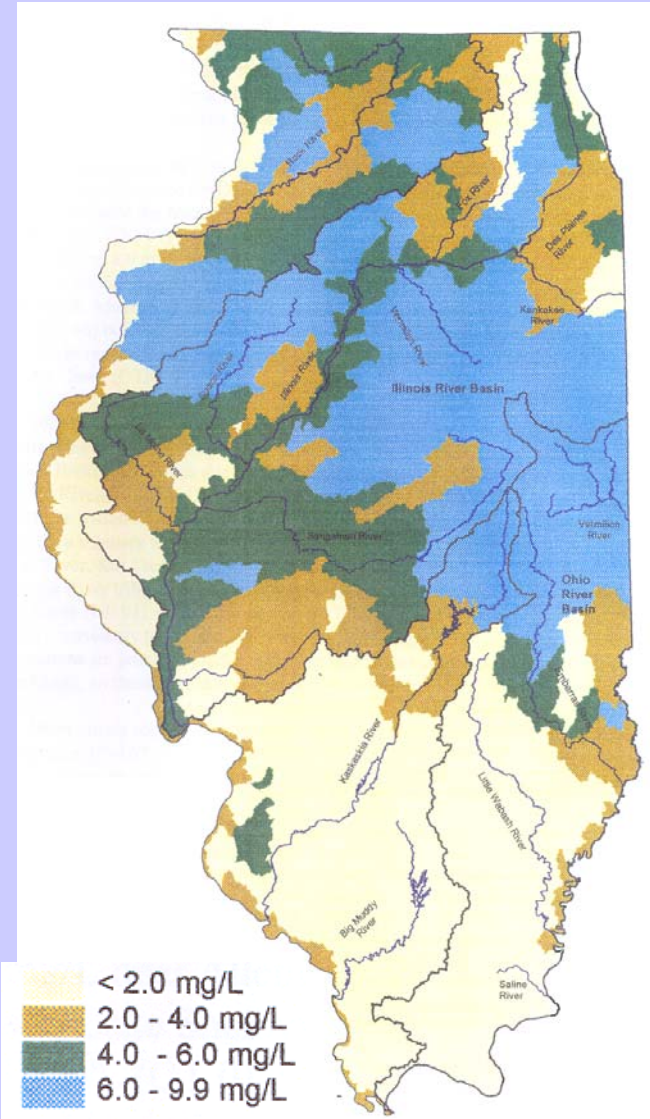 Rock River
Fox River
Des Plaines
River
Kankakee
River
Vermilion River
Illinois River
Illinois River Basin
La Moine River
Sangamon River
Vermilion
River
Ohio
River
Basin
Kaskaskia River
Little Wabash River
Big Muddy
River
Saline
River
< 2.0 mg/L
2.0 - 4.0 mg/L
4.0 - 6.0 mg/L
6.0 - 9.9 mg/L